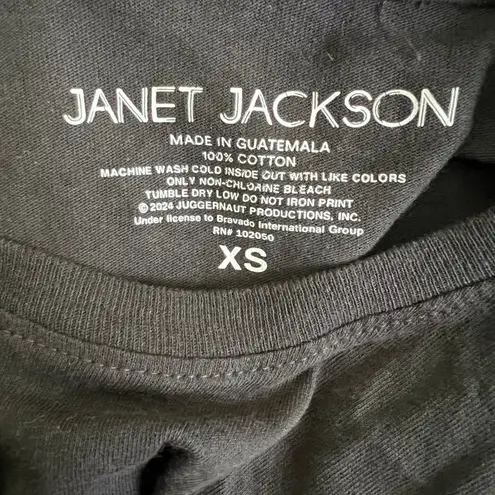 JANET JACKSON
MADE IN GUATEMALA
100% COTTON
MACHINE WASH COLD INSIDE OUT WITH LIKE COLORS
ONLY NON-CHLORINE BLEACH
TUMBLE DRY LOW DO NOT IRON PRINT
©2024 JUGGERNAUT PRODUCTIONS, INC.
Under license to Bravado International Group
RN# 102050
XS